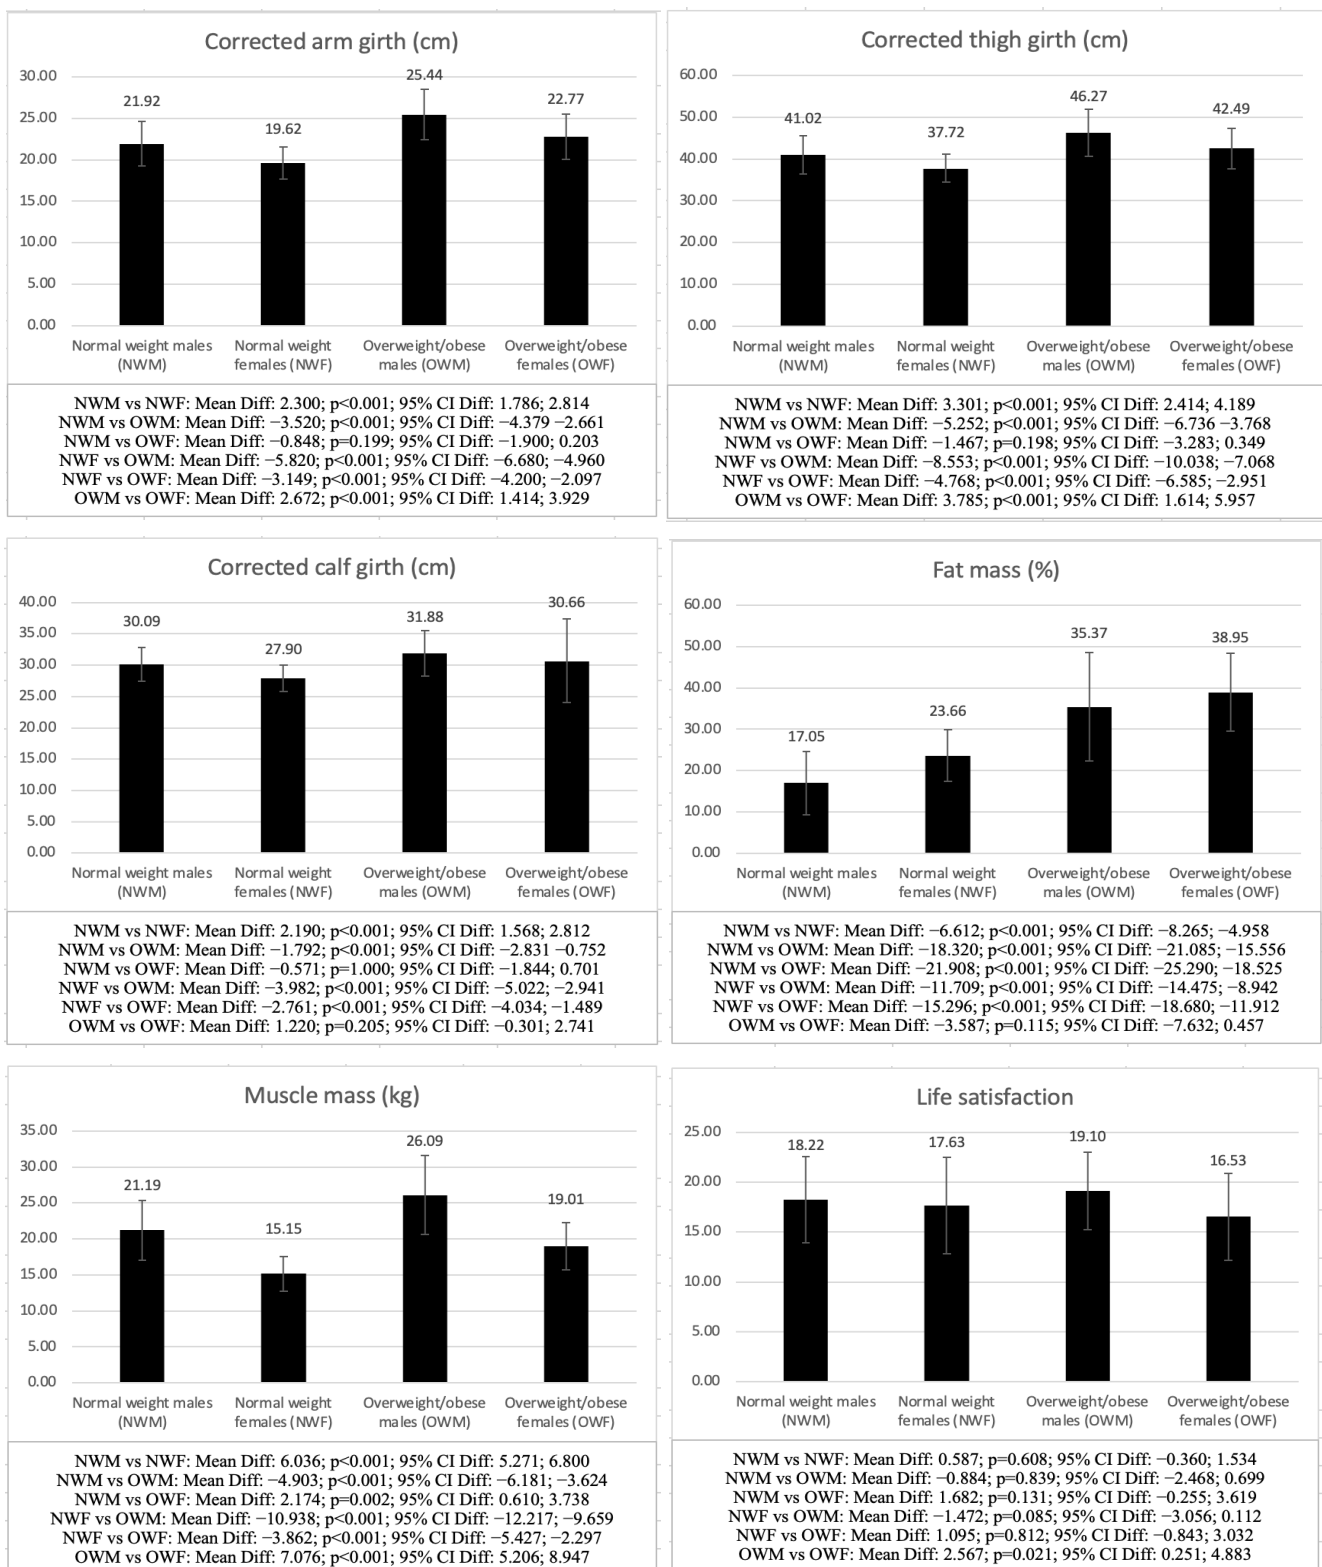 Corrected arm girth (cm)
30.00
25.00
20.00
15.00
10.00
5.00
0.00
21.92
19.62
25.44
22.77
Normal weight males (NWM)
Normal weight females (NWF)
Overweight/obese males (OWM)
Overweight/obese females (OWF)
NWM vs NWF: Mean Diff: 2.300; p<0.001; 95% CI Diff: 1.786; 2.814
NWM vs OWM: Mean Diff: −3.520; p<0.001; 95% CI Diff: −4.379 −2.661
NWM vs OWF: Mean Diff: −0.848; p=0.199; 95% CI Diff: −1.900; 0.203
NWF vs OWM: Mean Diff: −5.820; p<0.001; 95% CI Diff: −6.680; −4.960
NWF vs OWF: Mean Diff: −3.149; p<0.001; 95% CI Diff: −4.200; −2.097
OWM vs OWF: Mean Diff: 2.672; p<0.001; 95% CI Diff: 1.414; 3.929
Corrected thigh girth (cm)
60.00
50.00
40.00
30.00
20.00
10.00
0.00
41.02
37.72
46.27
42.49
Normal weight males (NWM)
Normal weight females (NWF)
Overweight/obese males (OWM)
Overweight/obese females (OWF)
NWM vs NWF: Mean Diff: 3.301; p<0.001; 95% CI Diff: 2.414; 4.189
NWM vs OWM: Mean Diff: −5.252; p<0.001; 95% CI Diff: −6.736 −3.768
NWM vs OWF: Mean Diff: −1.467; p=0.198; 95% CI Diff: −3.283; 0.349
NWF vs OWM: Mean Diff: −8.553; p<0.001; 95% CI Diff: −10.038; −7.068
NWF vs OWF: Mean Diff: −4.768; p<0.001; 95% CI Diff: −6.585; −2.951
OWM vs OWF: Mean Diff: 3.785; p<0.001; 95% CI Diff: 1.614; 5.957
Corrected calf girth (cm)
40.00
35.00
30.00
25.00
20.00
15.00
10.00
5.00
0.00
30.09
27.90
31.88
30.66
Normal weight males (NWM)
Normal weight females (NWF)
Overweight/obese males (OWM)
Overweight/obese females (OWF)
NWM vs NWF: Mean Diff: 2.190; p<0.001; 95% CI Diff: 1.568; 2.812
NWM vs OWM: Mean Diff: −1.792; p<0.001; 95% CI Diff: −2.831 −0.752
NWM vs OWF: Mean Diff: −0.571; p=1.000; 95% CI Diff: −1.844; 0.701
NWF vs OWM: Mean Diff: −3.982; p<0.001; 95% CI Diff: −5.022; −2.941
NWF vs OWF: Mean Diff: −2.761; p<0.001; 95% CI Diff: −4.034; −1.489
OWM vs OWF: Mean Diff: 1.220; p=0.205; 95% CI Diff: −0.301; 2.741
Fat mass (%)
60.00
50.00
40.00
30.00
20.00
10.00
0.00
17.05
23.66
35.37
38.95
Normal weight males (NWM)
Normal weight females (NWF)
Overweight/obese males (OWM)
Overweight/obese females (OWF)
NWM vs NWF: Mean Diff: −6.612; p<0.001; 95% CI Diff: −8.265; −4.958
NWM vs OWM: Mean Diff: −18.320; p<0.001; 95% CI Diff: −21.085; −15.556
NWM vs OWF: Mean Diff: −21.908; p<0.001; 95% CI Diff: −25.290; −18.525
NWF vs OWM: Mean Diff: −11.709; p<0.001; 95% CI Diff: −14.475; −8.942
NWF vs OWF: Mean Diff: −15.296; p<0.001; 95% CI Diff: −18.680; −11.912
OWM vs OWF: Mean Diff: −3.587; p=0.115; 95% CI Diff: −7.632; 0.457
Muscle mass (kg)
35.00
30.00
25.00
20.00
15.00
10.00
5.00
0.00
21.19
15.15
26.09
19.01
Normal weight males (NWM)
Normal weight females (NWF)
Overweight/obese males (OWM)
Overweight/obese females (OWF)
NWM vs NWF: Mean Diff: 6.036; p<0.001; 95% CI Diff: 5.271; 6.800
NWM vs OWM: Mean Diff: −4.903; p<0.001; 95% CI Diff: −6.181; −3.624
NWM vs OWF: Mean Diff: 2.174; p=0.002; 95% CI Diff: 0.610; 3.738
NWF vs OWM: Mean Diff: −10.938; p<0.001; 95% CI Diff: −12.217; −9.659
NWF vs OWF: Mean Diff: −3.862; p<0.001; 95% CI Diff: −5.427; −2.297
OWM vs OWF: Mean Diff: 7.076; p<0.001; 95% CI Diff: 5.206; 8.947
Life satisfaction
25.00
20.00
15.00
10.00
5.00
0.00
18.22
17.63
19.10
16.53
Normal weight males (NWM)
Normal weight females (NWF)
Overweight/obese males (OWM)
Overweight/obese females (OWF)
NWM vs NWF: Mean Diff: 0.587; p=0.608; 95% CI Diff: −0.360; 1.534
NWM vs OWM: Mean Diff: −0.884; p=0.839; 95% CI Diff: −2.468; 0.699
NWM vs OWF: Mean Diff: 1.682; p=0.131; 95% CI Diff: −0.255; 3.619
NWF vs OWM: Mean Diff: −1.472; p=0.085; 95% CI Diff: −3.056; 0.112
NWF vs OWF: Mean Diff: 1.095; p=0.812; 95% CI Diff: −0.843; 3.032
OWM vs OWF: Mean Diff: 2.567; p=0.021; 95% CI Diff: 0.251; 4.883